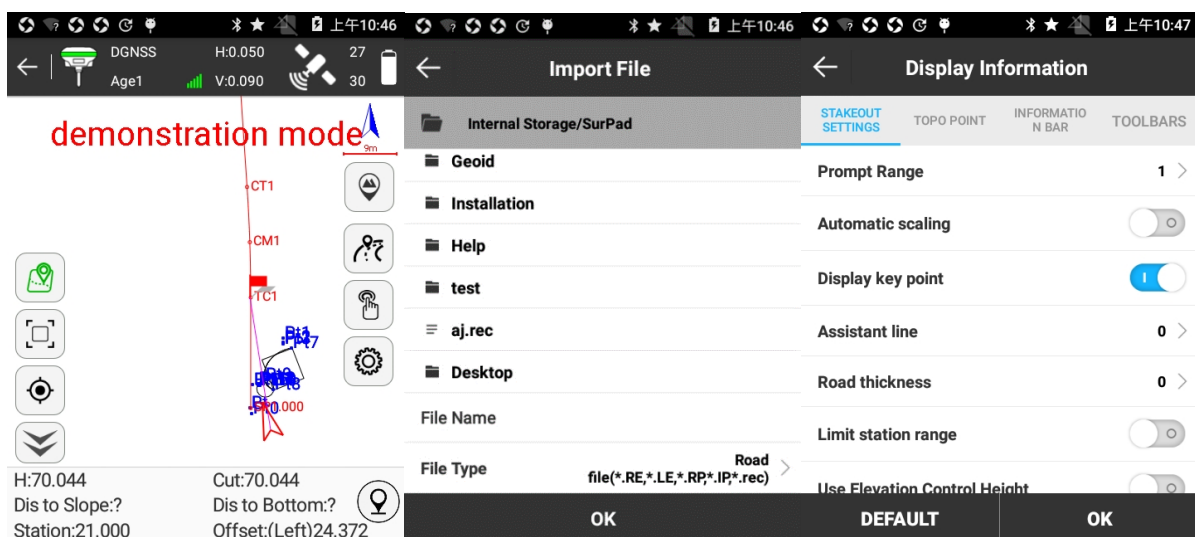 上午10:46
DGNSS H:0.050 27
Age1 V:0.090 30
demonstration mode
9m
CT1
CM1
TC1
H:70.044 Cut:70.044
Dis to Slope:? Dis to Bottom:?
Station:21.000 Offset:(Left)24.372
上午10:46
Import File
Internal Storage/SurPad
Geoid
Installation
Help
test
aj.rec
Desktop
File Name
File Type
Road
file(*.RE,*.LE,*.RP,*.IP,*.rec)
OK
上午10:47
Display Information
STAKEOUT
SETTINGS
TOPO POINT
INFORMATIO
N BAR
TOOLBARS
Prompt Range 1
Automatic scaling
Display key point
Assistant line 0
Road thickness 0
Limit station range
Use Elevation Control Height
DEFAULT OK